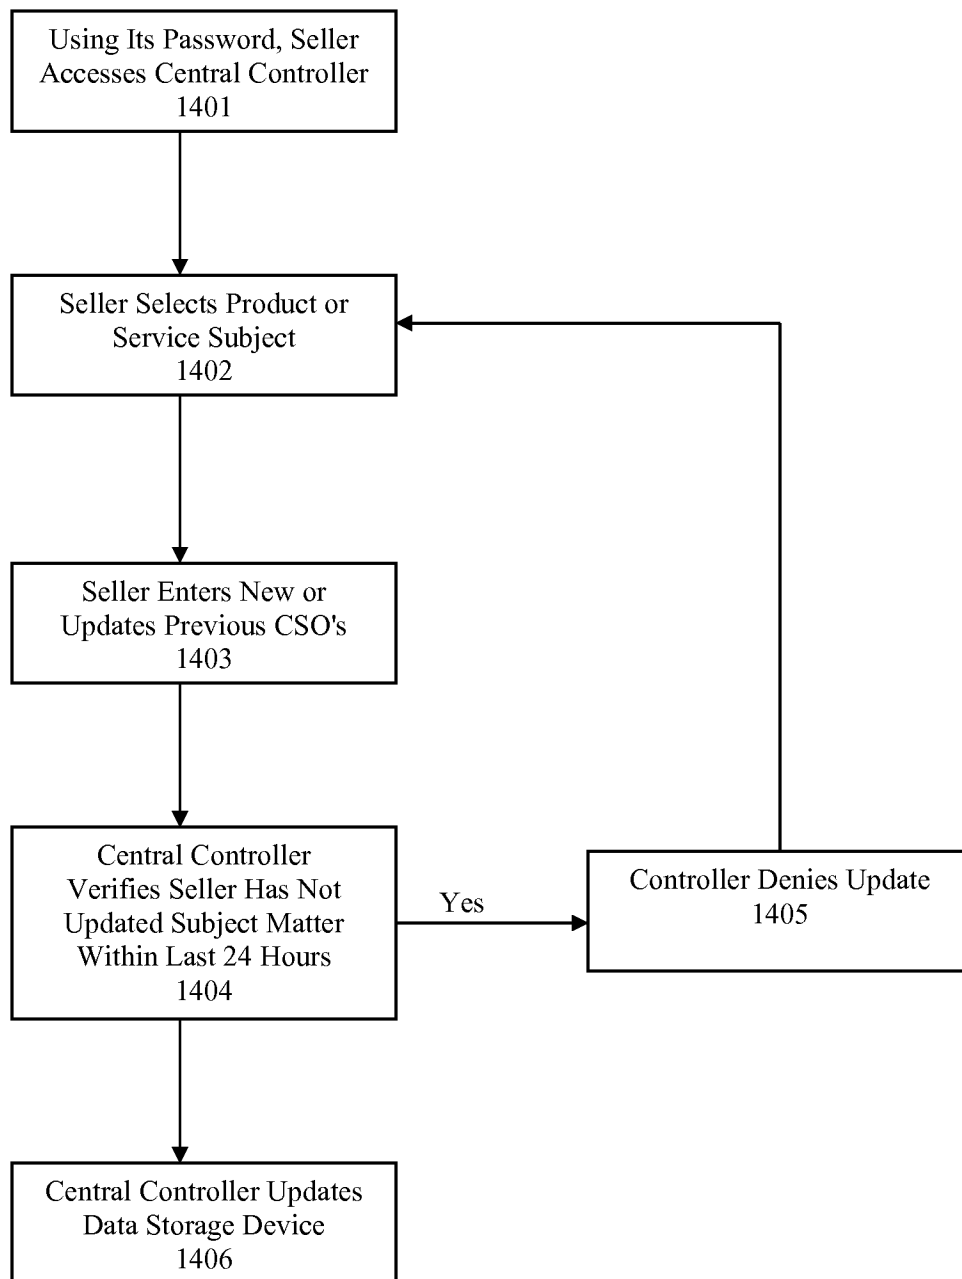 Using Its Password, Seller
Accesses Central Controller
1401
Seller Selects Product or
Service Subject
1402
Seller Enters New or
Updates Previous CSO's
1403
Central Controller
Verifies Seller Has Not
Updated Subject Matter
Within Last 24 Hours
1404
Yes
Controller Denies Update
1405
Central Controller Updates
Data Storage Device
1406